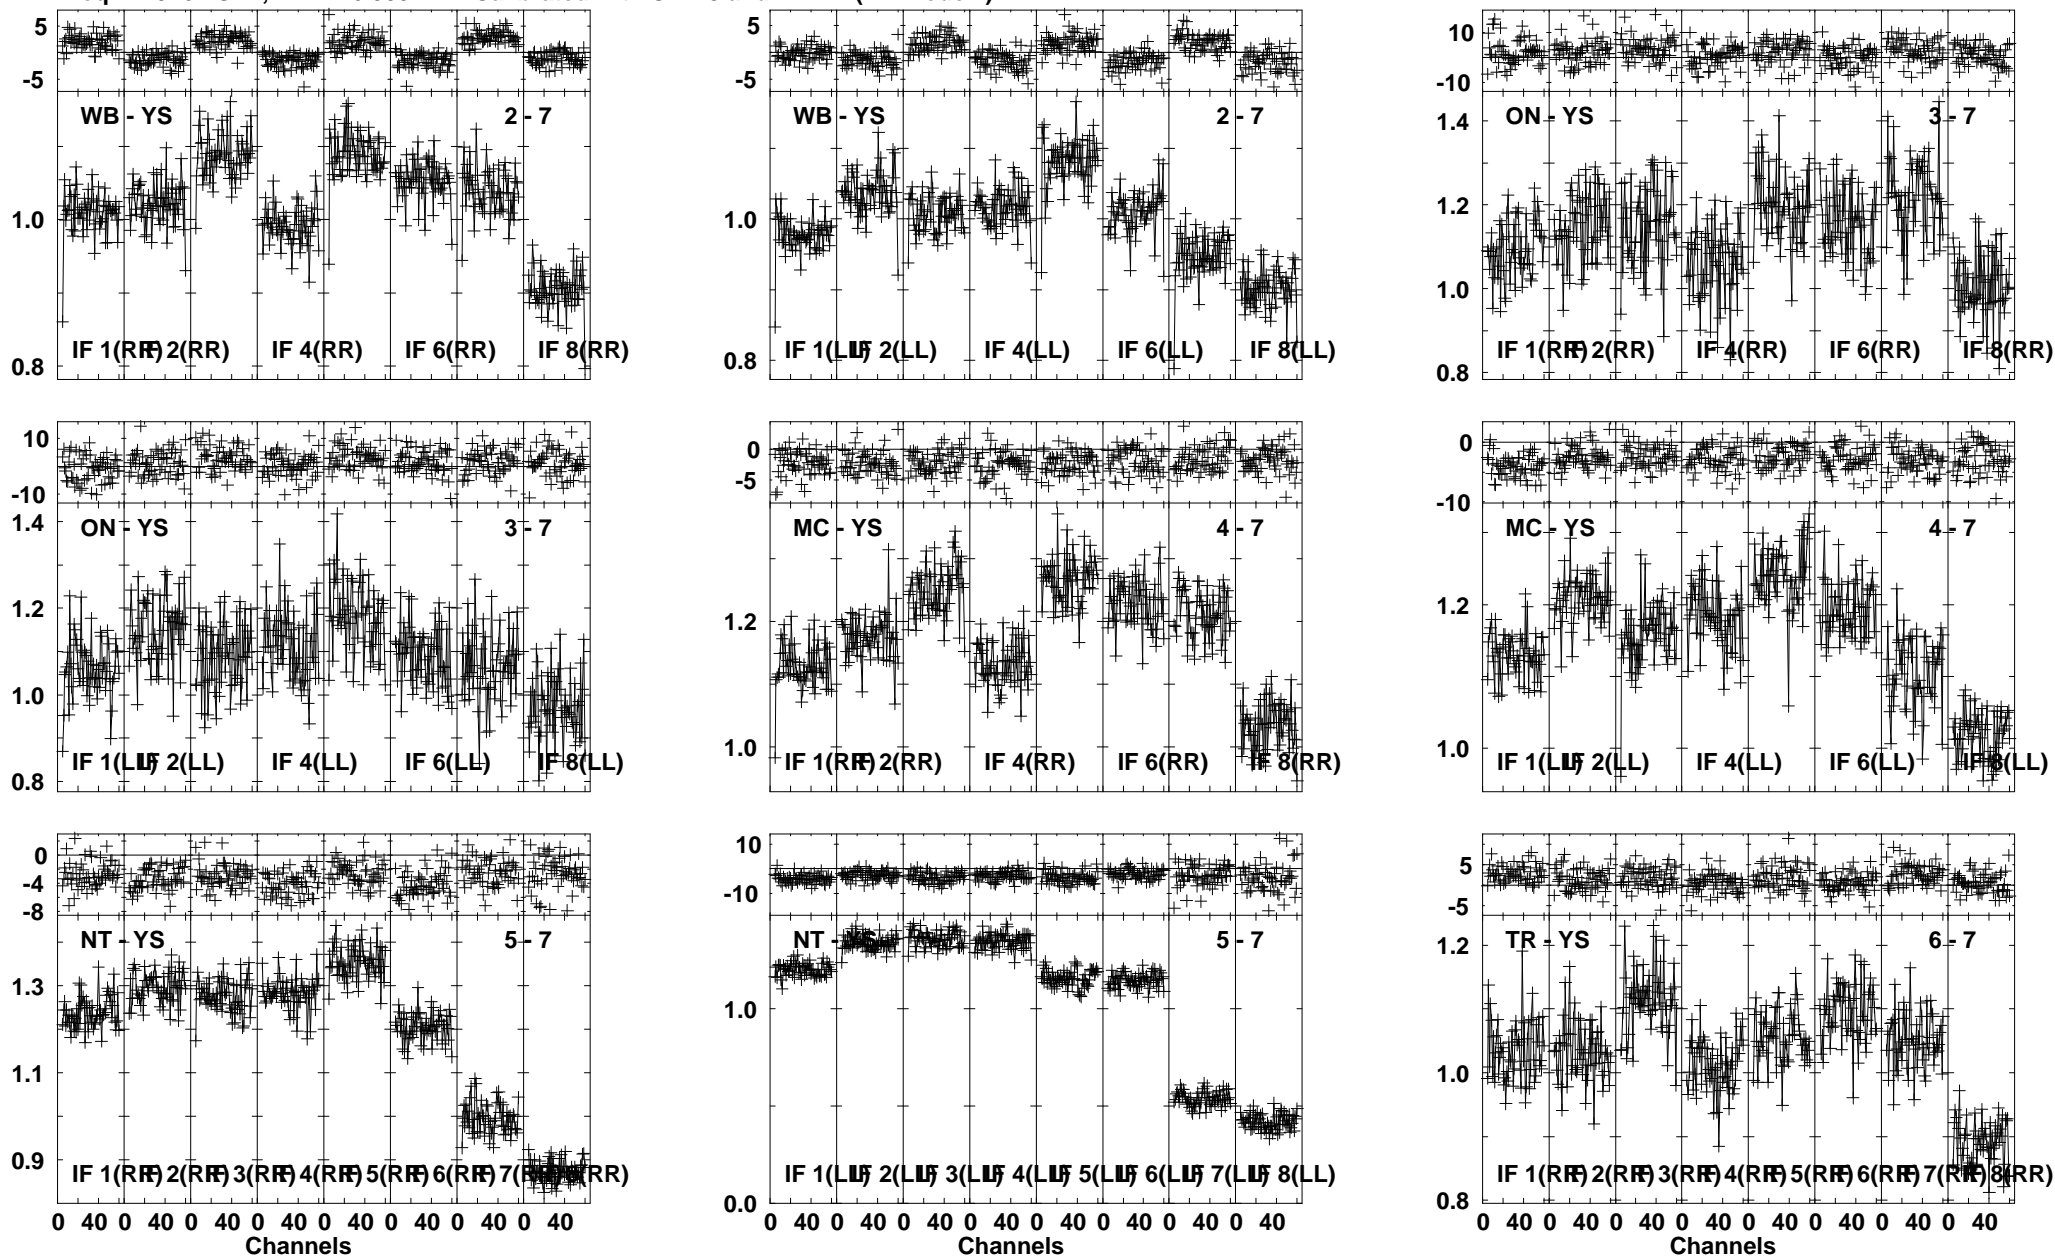 5
-5
WB - YS 2 - 7
1.0
0.8
IF 1(RR) IF 2(RR) IF 4(RR) IF 6(RR) IF 8(RR)
5
-5
WB - YS 2 - 7
1.0
0.8
IF 1(LL) IF 2(LL) IF 4(LL) IF 6(LL) IF 8(LL)
10
-10
ON - YS 3 - 7
1.4
1.2
1.0
0.8
IF 1(RR) IF 2(RR) IF 4(RR) IF 6(RR) IF 8(RR)
10
-10
ON - YS 3 - 7
1.4
1.2
1.0
0.8
IF 1(LL) IF 2(LL) IF 4(LL) IF 6(LL) IF 8(LL)
0
-5
MC - YS 4 - 7
1.2
1.0
IF 1(RR) IF 2(RR) IF 4(RR) IF 6(RR) IF 8(RR)
0
-10
MC - YS 4 - 7
1.2
1.0
IF 1(LL) IF 2(LL) IF 4(LL) IF 6(LL) IF 8(LL)
0
-4
-8
NT - YS 5 - 7
1.3
1.1
0.9
IF 1(RR) IF 2(RR) IF 3(RR) IF 4(RR) IF 5(RR) IF 6(RR) IF 7(RR) IF 8(RR)
0 40 0 40 0 40 0 40 0 40 0 40 0 40 0 40
Channels
10
-10
NT - YS 5 - 7
1.0
0.0
IF 1(LL) IF 2(LL) IF 3(LL) IF 4(LL) IF 5(LL) IF 6(LL) IF 7(LL) IF 8(LL)
0 40 0 40 0 40 0 40 0 40 0 40 0 40 0 40
Channels
5
-5
TR - YS 6 - 7
1.2
1.0
0.8
IF 1(RR) IF 2(RR) IF 3(RR) IF 4(RR) IF 5(RR) IF 6(RR) IF 7(RR) IF 8(RR)
0 40 0 40 0 40 0 40 0 40 0 40 0 40 0 40
Channels